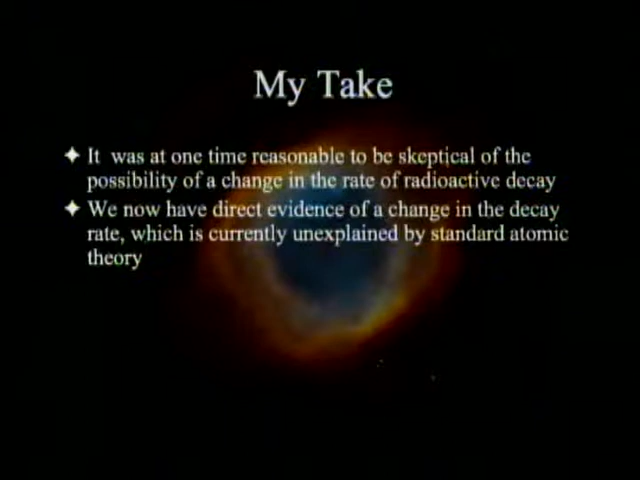 My Take
It was at one time reasonable to be skeptical of the
possibility of a change in the rate of radioactive decay
We now have direct evidence of a change in the decay
rate, which is currently unexplained by standard atomic
theory